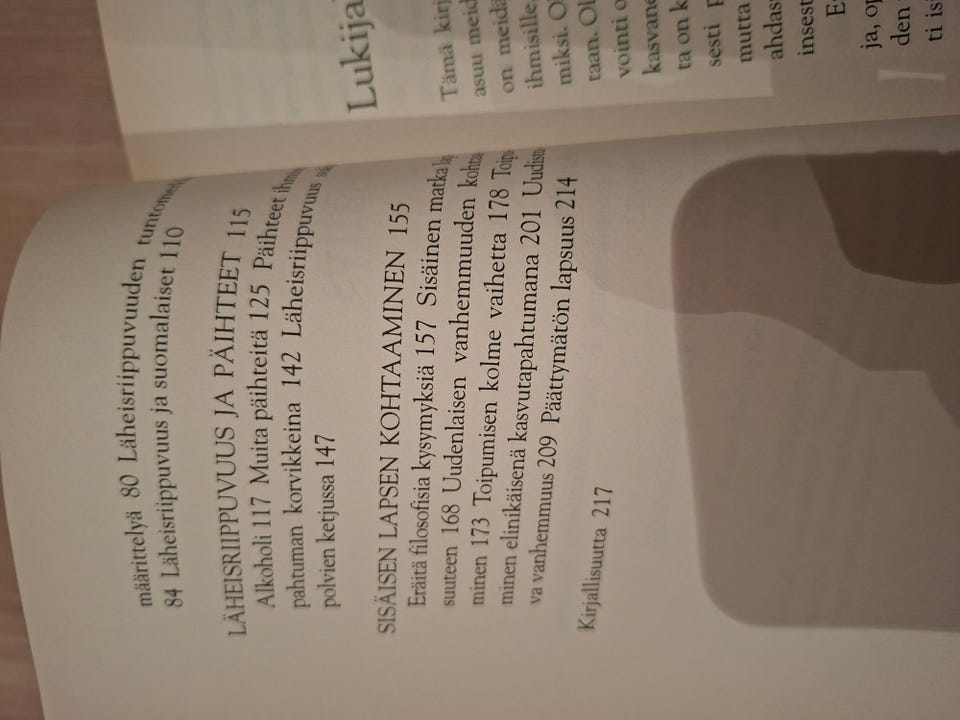 määrittelyä 80 Läheisriippuvuuden
84 Läheisriippuvuus ja suomalaiset 110
LÄHEISRIIPPUVUUS JA PÄIHTEET 115
Alkoholi 117 Muita päihteitä 125 Päihteet
pahtuman korvikkeina 142 Läheisriippuvuus
polvien ketjussa 147
SISÄISEN LAPSEN KOHTAAMINEN 155
Eräitä filosofisia kysymyksiä 157 Sisäinen matka
suuteen 168 Uudenlaisen vanhemmuuden
minen 173 Toipumisen kolme vaihetta 178
minen elinikäisenä kasvutapahtumana 201
va vanhemmuus 209 Päättymätön lapsuus 214
Kirjallisuutta 217
Tämä
asuu
on
ihmisille.
miksi.
taan.
vointi
kasvane
ta on
sesti
mutta
ahdas
insest
ja,
den
ti